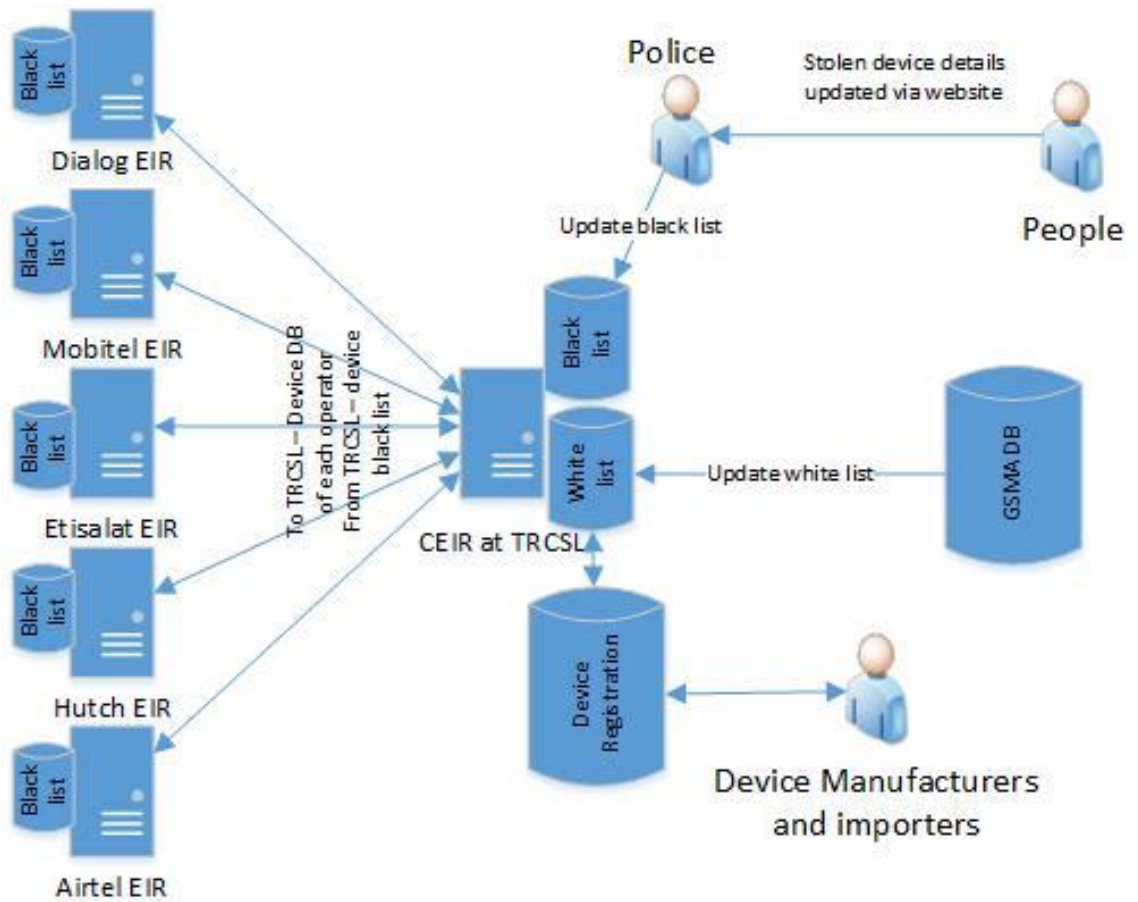 Black
list
Dialog EIR
Black
list
Mobitel EIR
Black
list
Etisalat EIR
Black
list
Hutch EIR
Black
list
Airtel EIR
To TRCSL – Device DB
of each operator
From TRCSL – device
black list
Police
Stolen device details
updated via website
People
Update black list
Black
list
White
list
CEIR at TRCSL
Update white list
GSMA DB
Device
Registration
Device Manufacturers
and importers